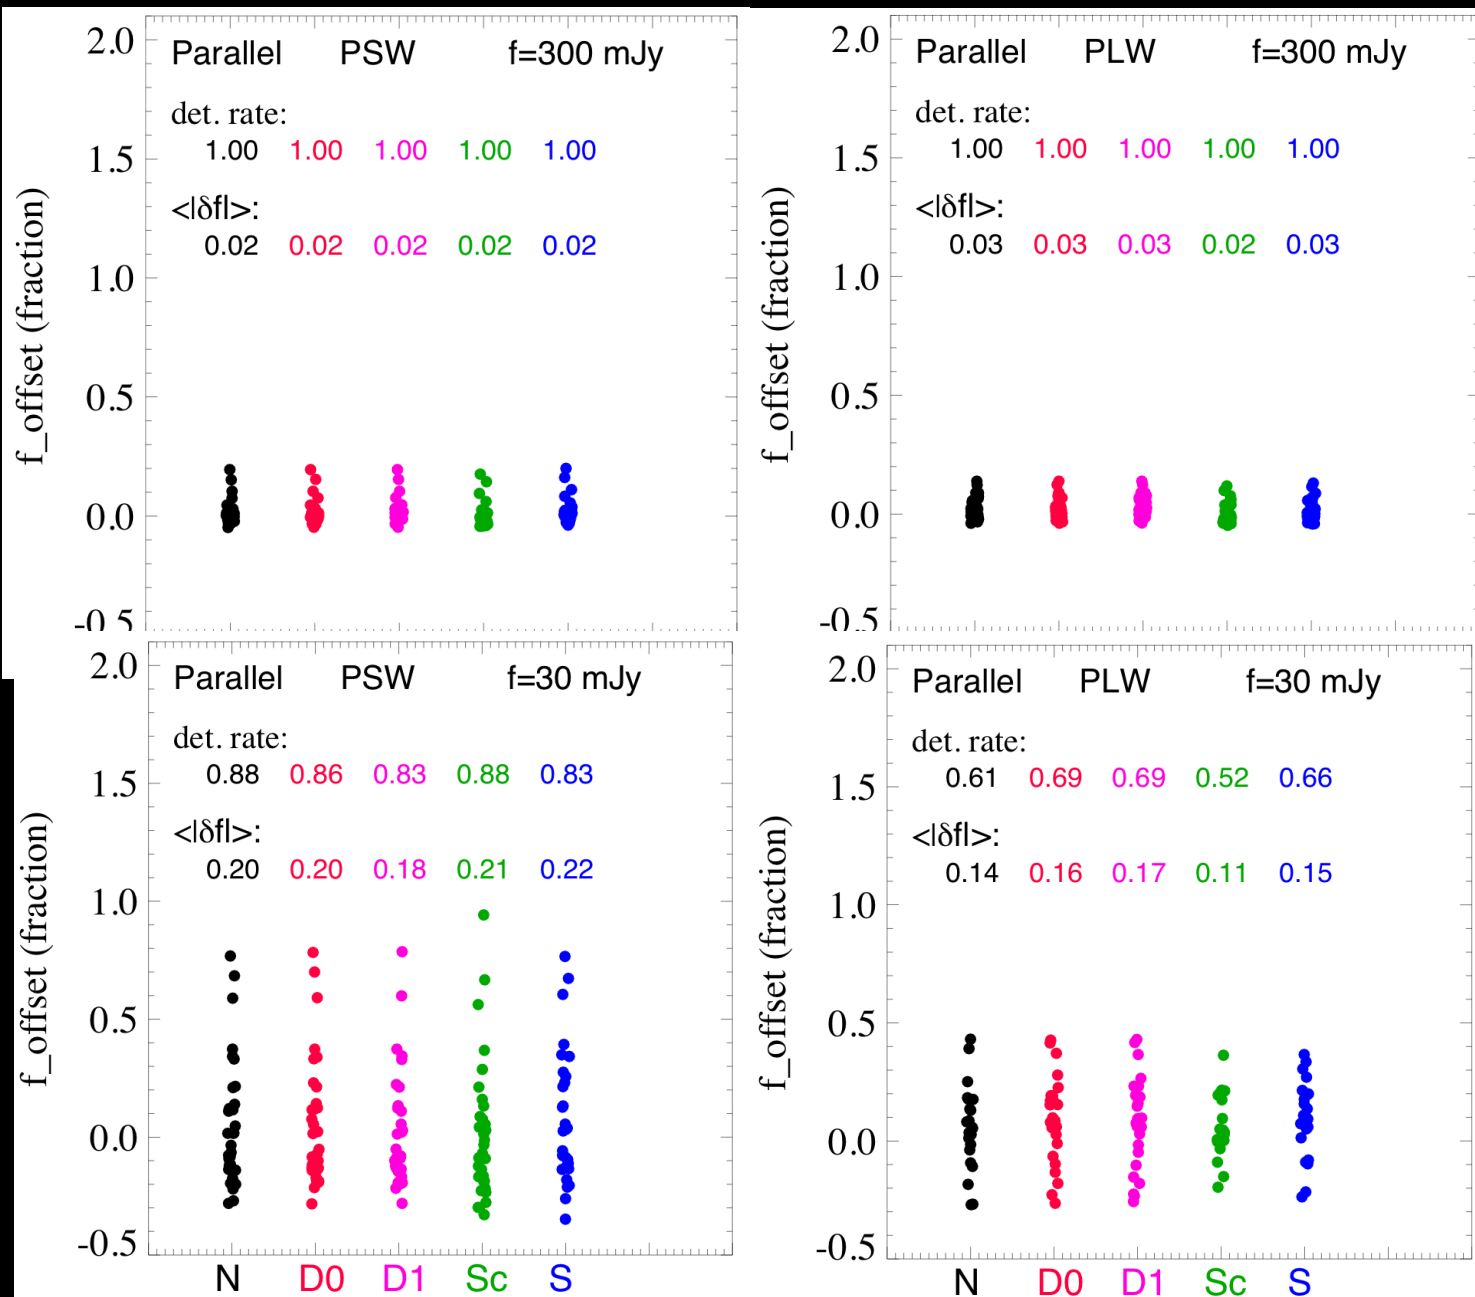 2.0
Parallel PSW f=300 mJy
det. rate:
1.00 1.00 1.00 1.00 1.00
1.5
<|δf|>:
0.02 0.02 0.02 0.02 0.02
1.0
0.5
0.0
-0.5
f_offset (fraction)
2.0
Parallel PLW f=300 mJy
det. rate:
1.00 1.00 1.00 1.00 1.00
1.5
<|δf|>:
0.03 0.03 0.03 0.02 0.03
1.0
0.5
0.0
-0.5
f_offset (fraction)
2.0
Parallel PSW f=30 mJy
det. rate:
0.88 0.86 0.83 0.88 0.83
1.5
<|δf|>:
0.20 0.20 0.18 0.21 0.22
1.0
0.5
0.0
-0.5
f_offset (fraction)
N D0 D1 Sc S
2.0
Parallel PLW f=30 mJy
det. rate:
0.61 0.69 0.69 0.52 0.66
1.5
<|δf|>:
0.14 0.16 0.17 0.11 0.15
1.0
0.5
0.0
-0.5
f_offset (fraction)
N D0 D1 Sc S